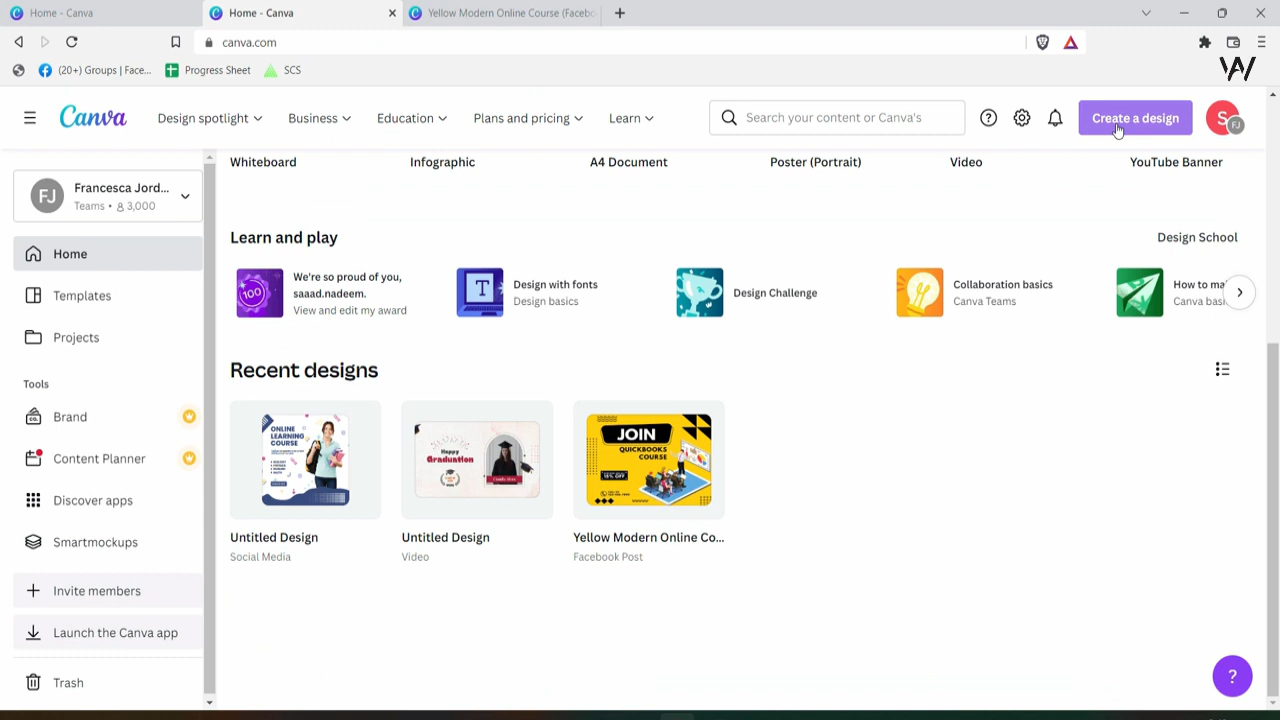 Home - Canva
Home - Canva
Yellow Modern Online Course (Facebo
canva.com
(20+) Groups | Face...
Progress Sheet
SCS
Canva
Design spotlight
Business
Education
Plans and pricing
Learn
Search your content or Canva's
Create a design
S
FJ
Whiteboard
Infographic
A4 Document
Poster (Portrait)
Video
YouTube Banner
FJ
Francesca Jord...
Teams • 3,000
Home
Templates
Projects
Tools
Brand
Content Planner
Discover apps
Smartmockups
Invite members
Launch the Canva app
Trash
Learn and play
Design School
100
We're so proud of you,
saaad.nadeem.
View and edit my award
T
Design with fonts
Design basics
Design Challenge
Collaboration basics
Canva Teams
How to ma
Canva basi
Recent designs
ONLINE
LEARNING
COURSE
Happy
Graduation
JOIN
QUICKBOOKS
COURSE
Untitled Design
Social Media
Untitled Design
Video
Yellow Modern Online Co...
Facebook Post
?